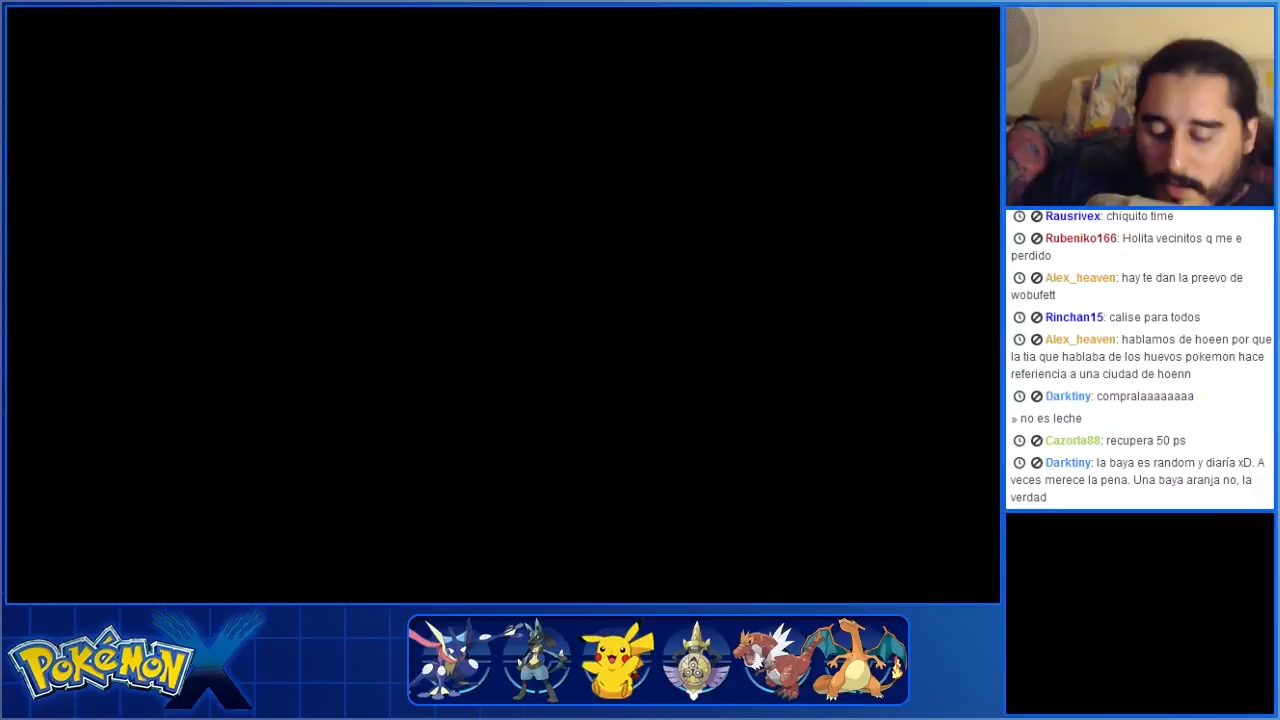 Rausrivex: chiquito time
Rubeniko166: Holita vecinitos q me e
perdido
Alex_heaven: hay te dan la preevo de
wobufett
Rinchan15: calise para todos
Alex_heaven: hablamos de hoeen por que
la tia que hablaba de los huevos pokemon hace
referiencia a una ciudad de hoenn
Darktiny: compralaaaaaaaa
» no es leche
Cazorla88: recupera 50 ps
Darktiny: la baya es random y diaría xD. A
veces merece la pena. Una baya aranja no, la
verdad
POKéMON X